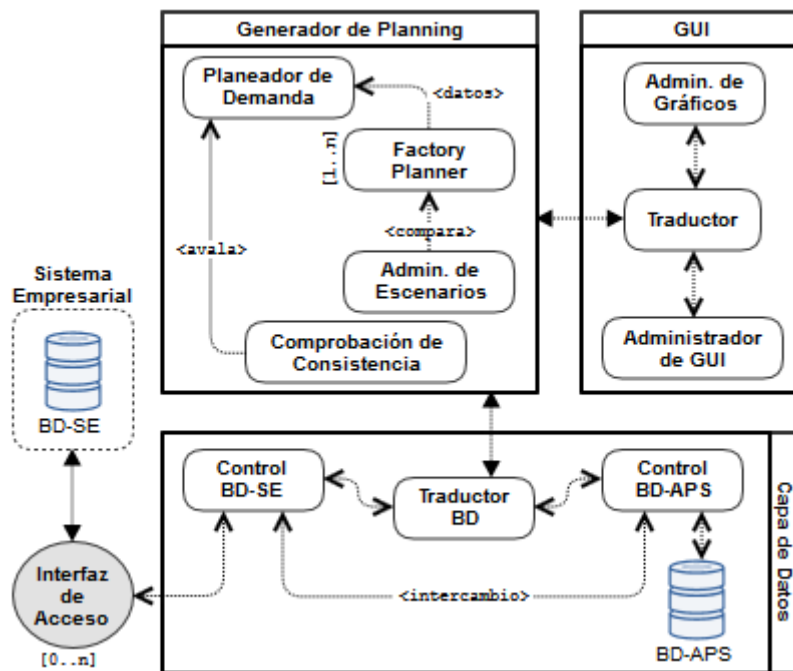 Generador de Planning
Planeador de
Demanda
<datos>
[1..n]
Factory
Planner
<compara>
<avala>
Admin. de
Escenarios
Comprobación de
Consistencia
GUI
Admin. de
Gráficos
Traductor
Administrador
de GUI
Sistema
Empresarial
BD-SE
Interfaz
de
Acceso
[0..n]
Control
BD-SE
Traductor
BD
Control
BD-APS
<intercambio>
BD-APS
Capa de Datos